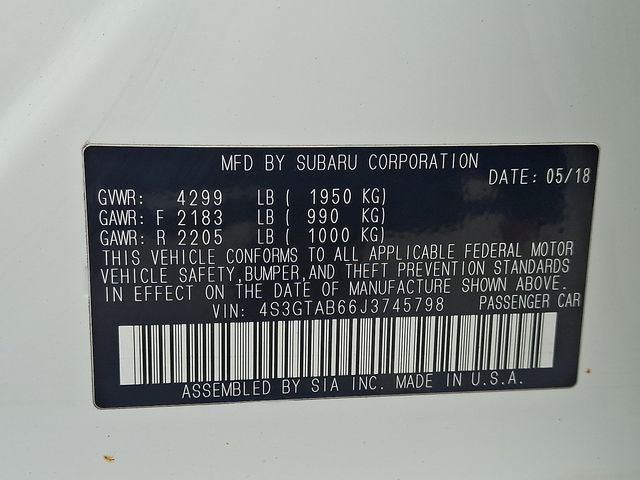 MFD BY SUBARU CORPORATION
DATE: 05/18
GVWR: 4299 LB ( 1950 KG)
GAWR: F 2183 LB ( 990 KG)
GAWR: R 2205 LB ( 1000 KG)
THIS VEHICLE CONFORMS TO ALL APPLICABLE FEDERAL MOTOR
VEHICLE SAFETY,BUMPER,AND THEFT PREVENTION STANDARDS
IN EFFECT ON THE DATE OF MANUFACTURE SHOWN ABOVE.
VIN: 4S3GTAB66J3745798 PASSENGER CAR
ASSEMBLED BY SIA INC. MADE IN U.S.A.